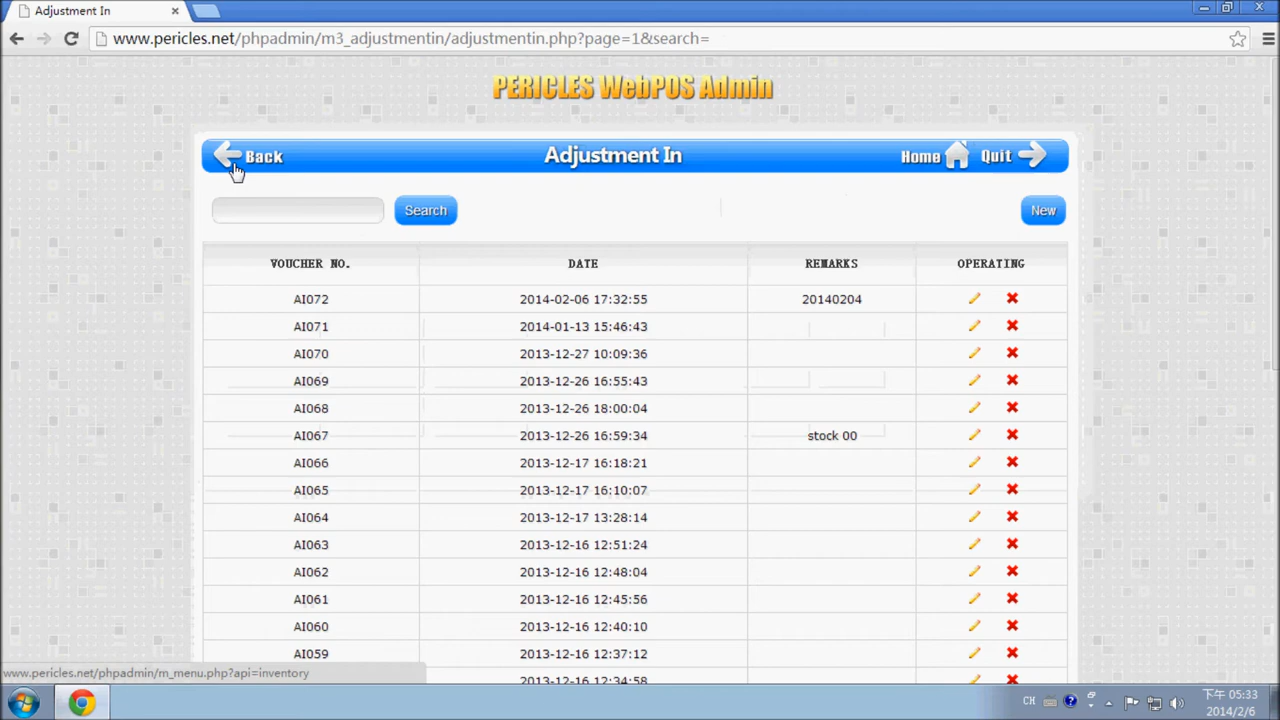 Adjustment In
www.pericles.net/phpadmin/m3_adjustmentin/adjustmentin.php?page=1&search=
PERICLES WebPOS Admin
Back Adjustment In Home Quit
Search New
VOUCHER NO. DATE REMARKS OPERATING
AI072 2014-02-06 17:32:55 20140204
AI071 2014-01-13 15:46:43
AI070 2013-12-27 10:09:36
AI069 2013-12-26 16:55:43
AI068 2013-12-26 18:00:04
AI067 2013-12-26 16:59:34 stock 00
AI066 2013-12-17 16:18:21
AI065 2013-12-17 16:10:07
AI064 2013-12-17 13:28:14
AI063 2013-12-16 12:51:24
AI062 2013-12-16 12:48:04
AI061 2013-12-16 12:45:56
AI060 2013-12-16 12:40:10
AI059 2013-12-16 12:37:12
2013-12-16 12:34:58
www.pericles.net/phpadmin/m_menu.php?api=inventory
CH 下午 05:33
2014/2/6